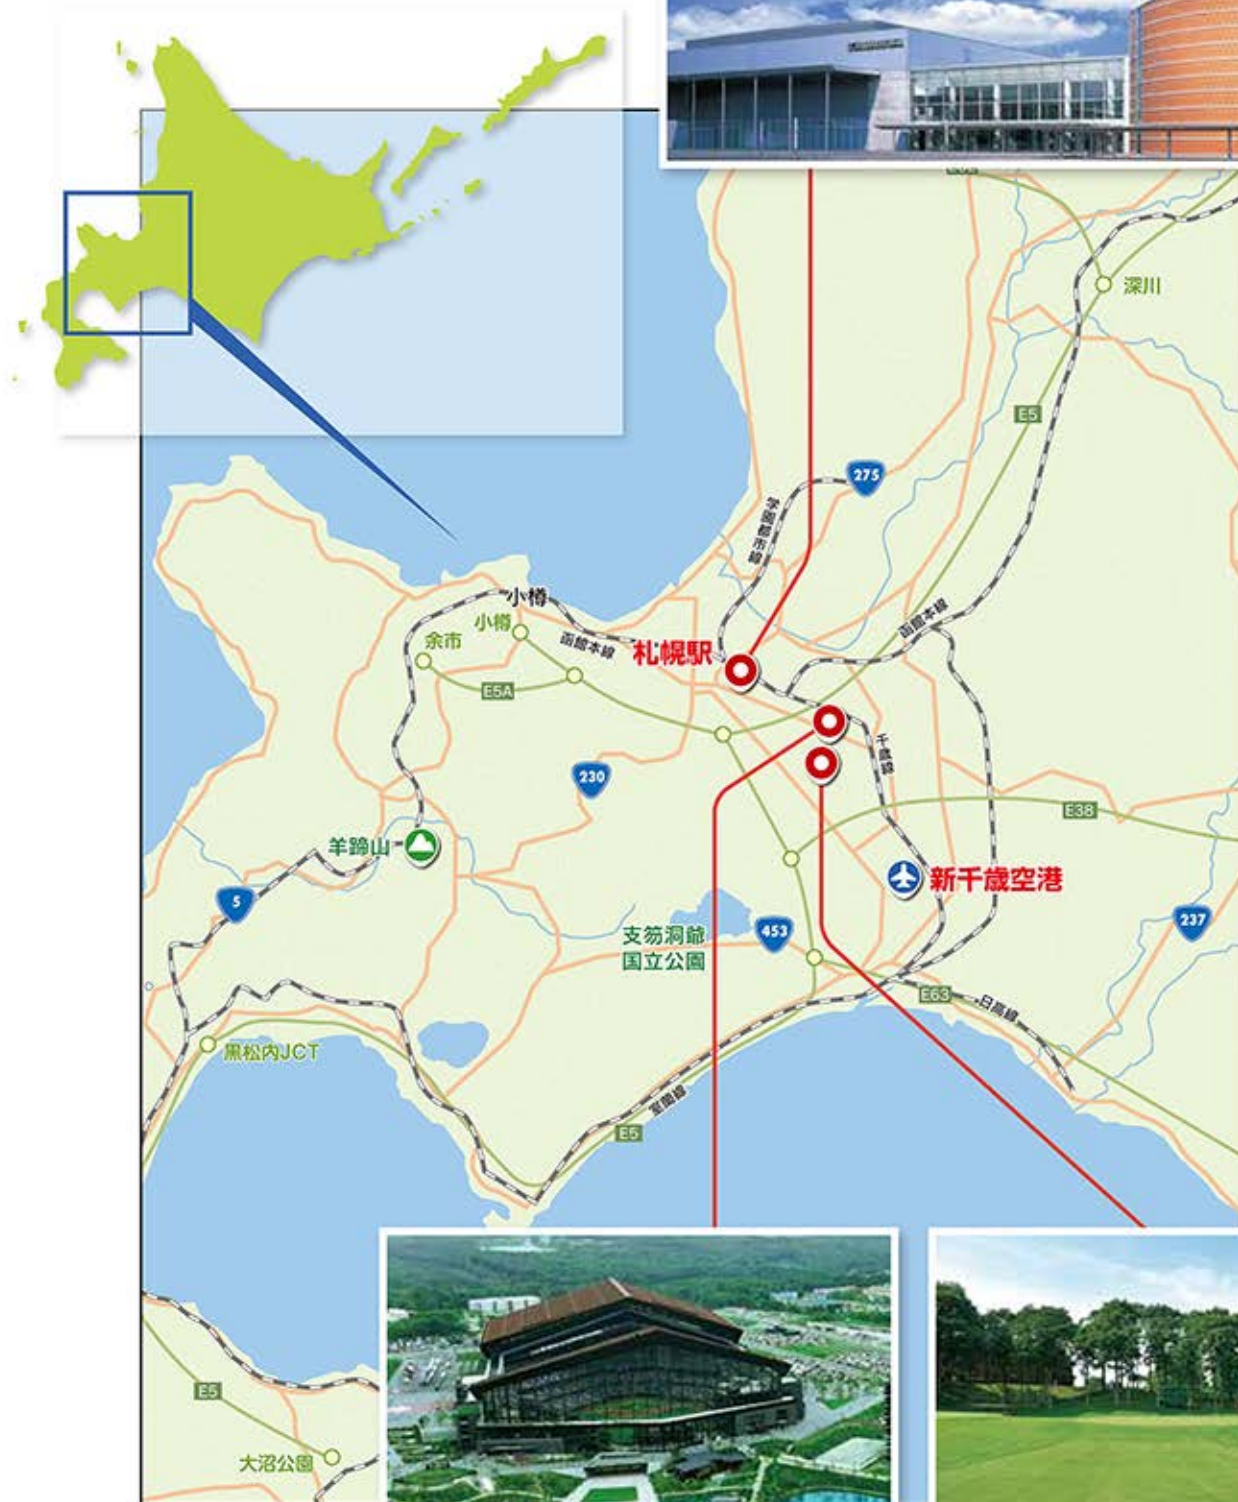 深川
E5
275
学園都市線
小樽
小樽
余市
函館本線
函館本線
札幌駅
E5A
千歳線
230
E38
羊蹄山
新千歳空港
5
237
453
支笏洞爺
国立公園
E63
日高線
黒松内JCT
室蘭線
E5
E5
大沼公園